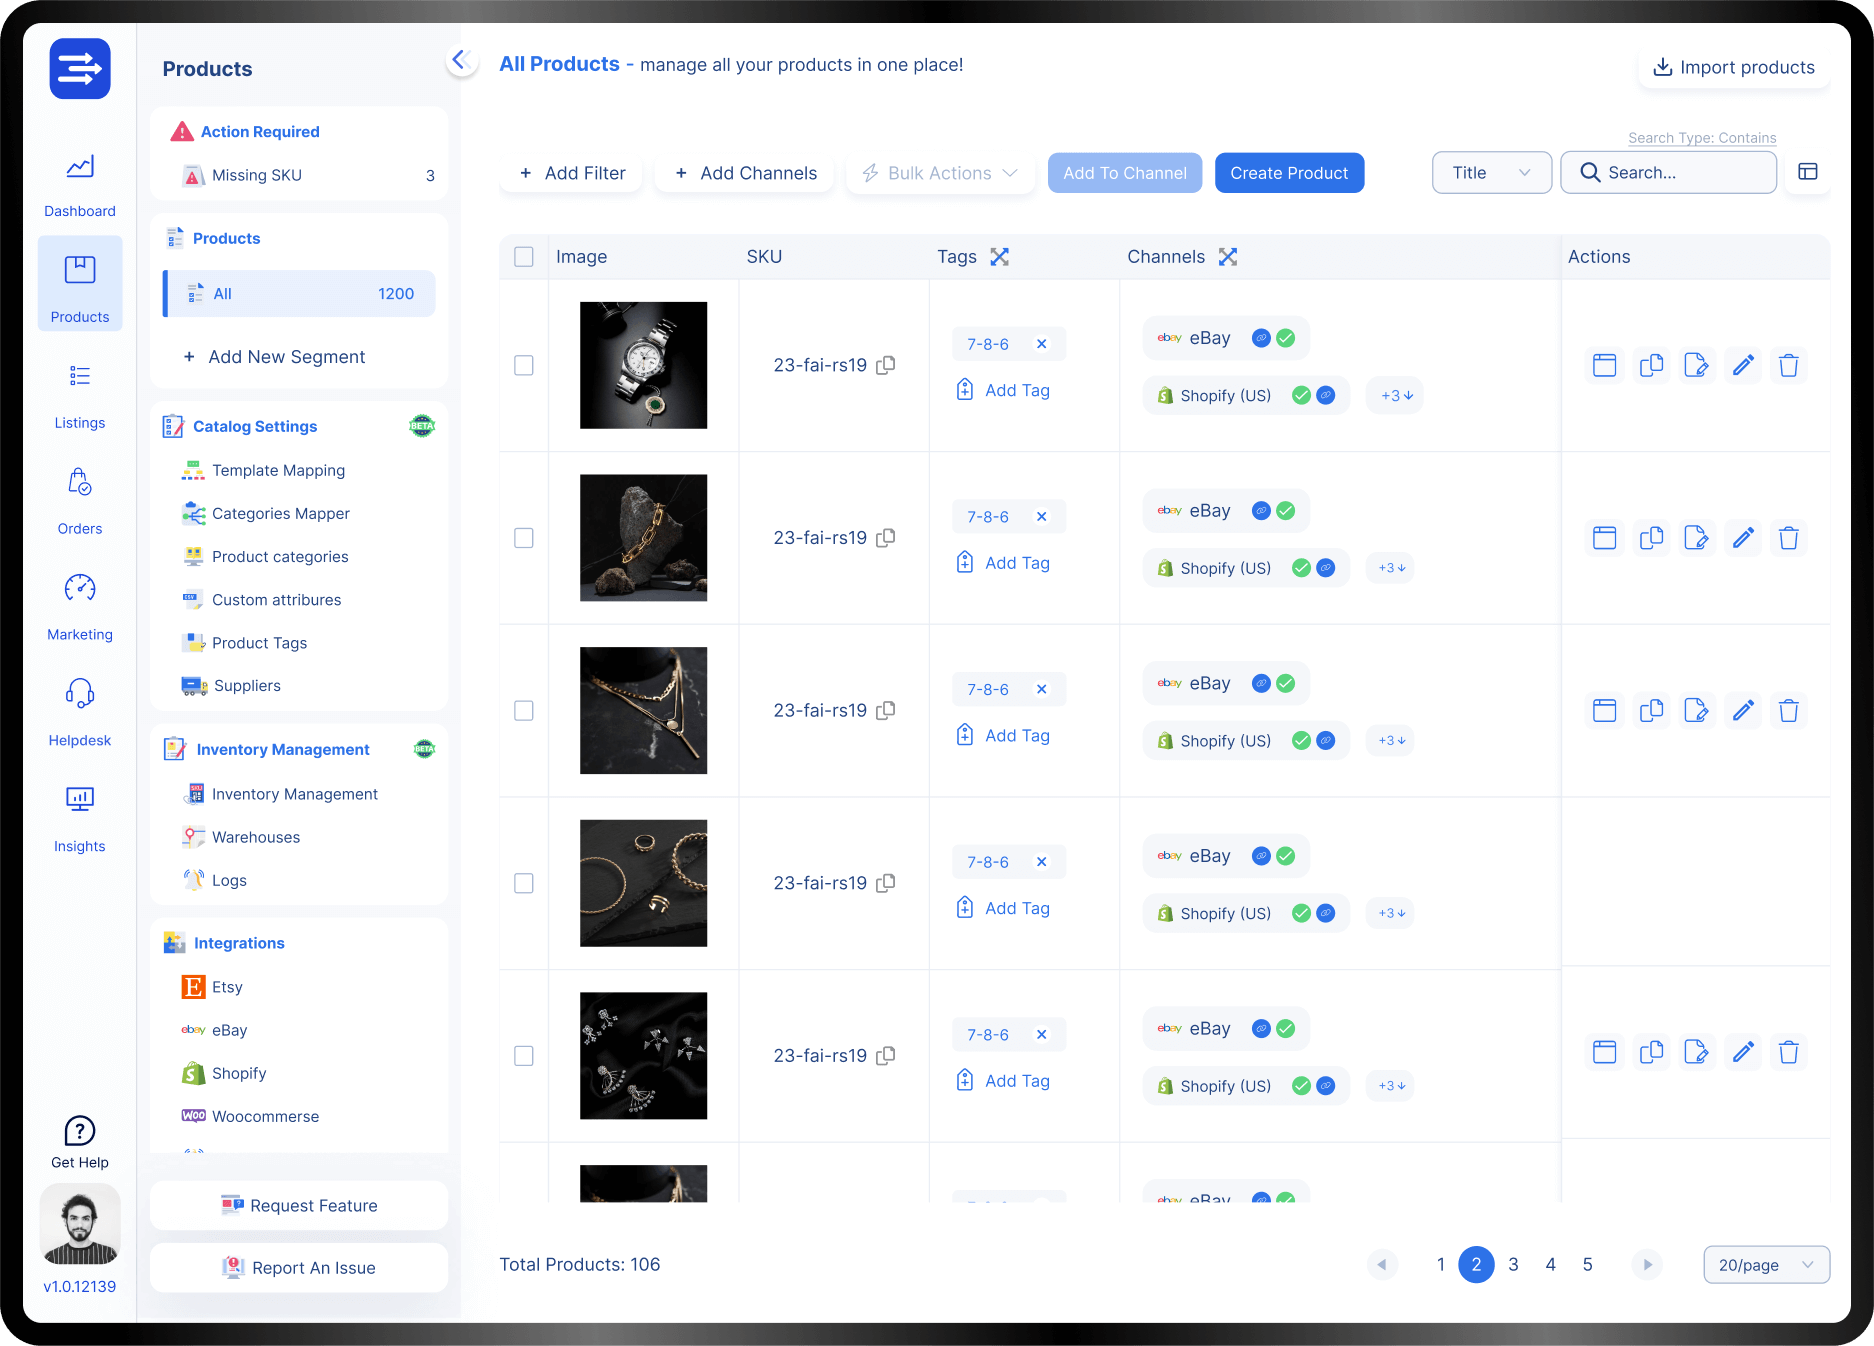 Products
Action Required
Missing SKU 3
Products
All 1200
+ Add New Segment
Catalog Settings BETA
Template Mapping
Categories Mapper
Product categories
Custom attribures
Product Tags
Suppliers
Inventory Management BETA
Inventory Management
Warehouses
Logs
Integrations
Etsy
ebay eBay
Shopify
Woo Woocommerse
Request Feature
Report An Issue
Dashboard
Products
Listings
Orders
Marketing
Helpdesk
Insights
Get Help
v1.0.12139
All Products - manage all your products in one place!
Import products
Search Type: Contains
+ Add Filter
+ Add Channels
Bulk Actions
Add To Channel
Create Product
Title
Search...
Image SKU Tags Channels Actions
23-fai-rs19
7-8-6 ×
Add Tag
ebay eBay
Shopify (US) +3
23-fai-rs19
7-8-6 ×
Add Tag
ebay eBay
Shopify (US) +3
23-fai-rs19
7-8-6 ×
Add Tag
ebay eBay
Shopify (US) +3
23-fai-rs19
7-8-6 ×
Add Tag
ebay eBay
Shopify (US) +3
23-fai-rs19
7-8-6 ×
Add Tag
ebay eBay
Shopify (US) +3
ebay eBay
Total Products: 106
1 2 3 4 5
20/page